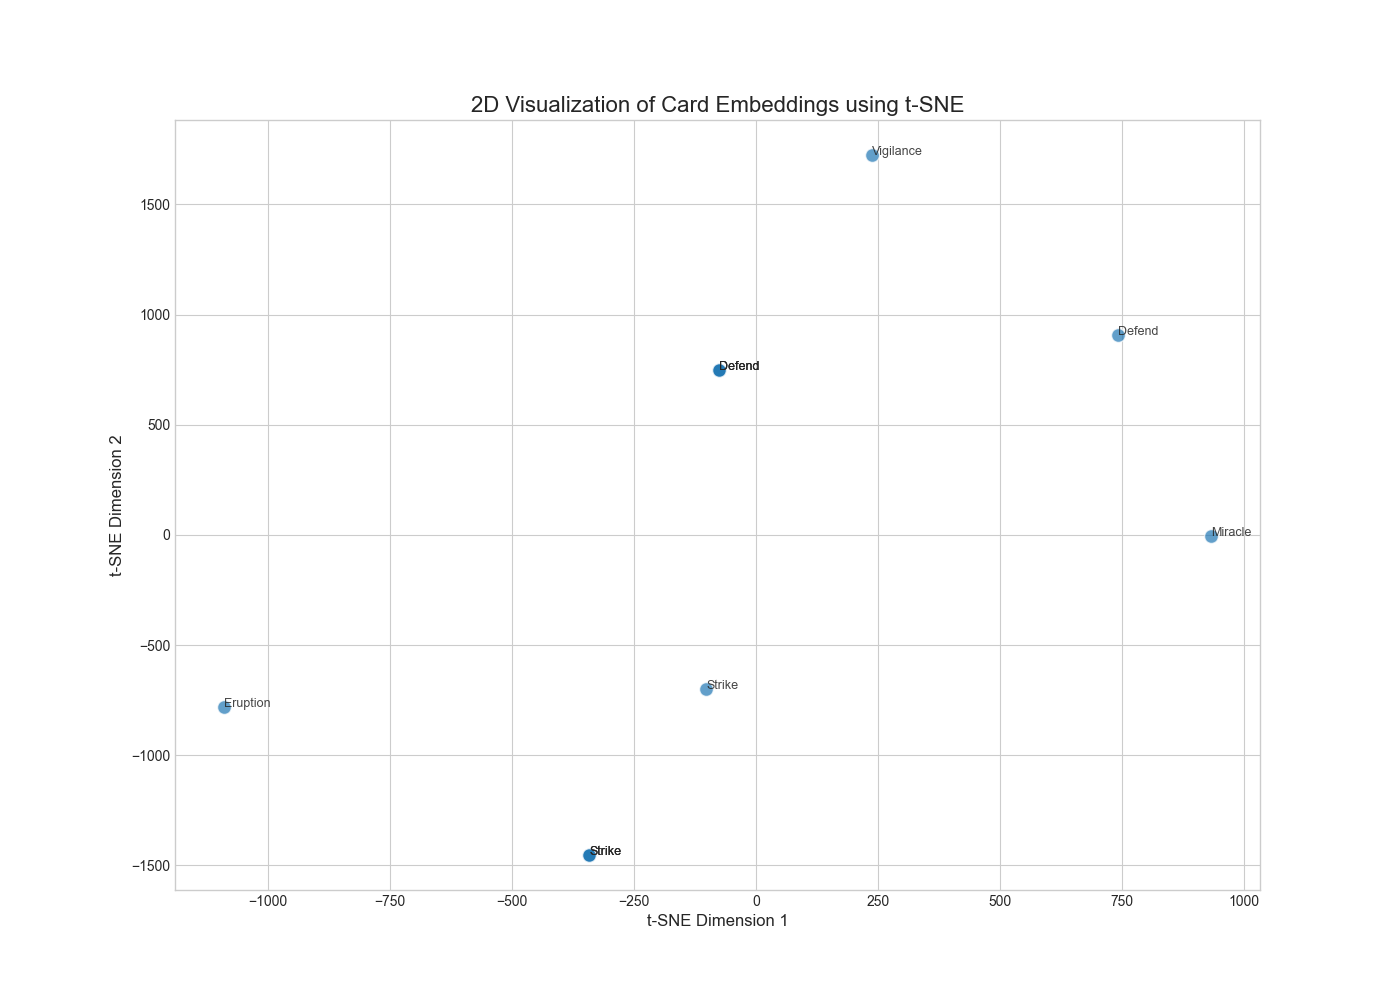 2D Visualization of Card Embeddings using t-SNE
Vigilance
1500
Defend
1000
Defend
500
t-SNE Dimension 2
Miracle
0
−500
Strike
Eruption
−1000
Strike
−1500
−1000 −750 −500 −250 0 250 500 750 1000
t-SNE Dimension 1